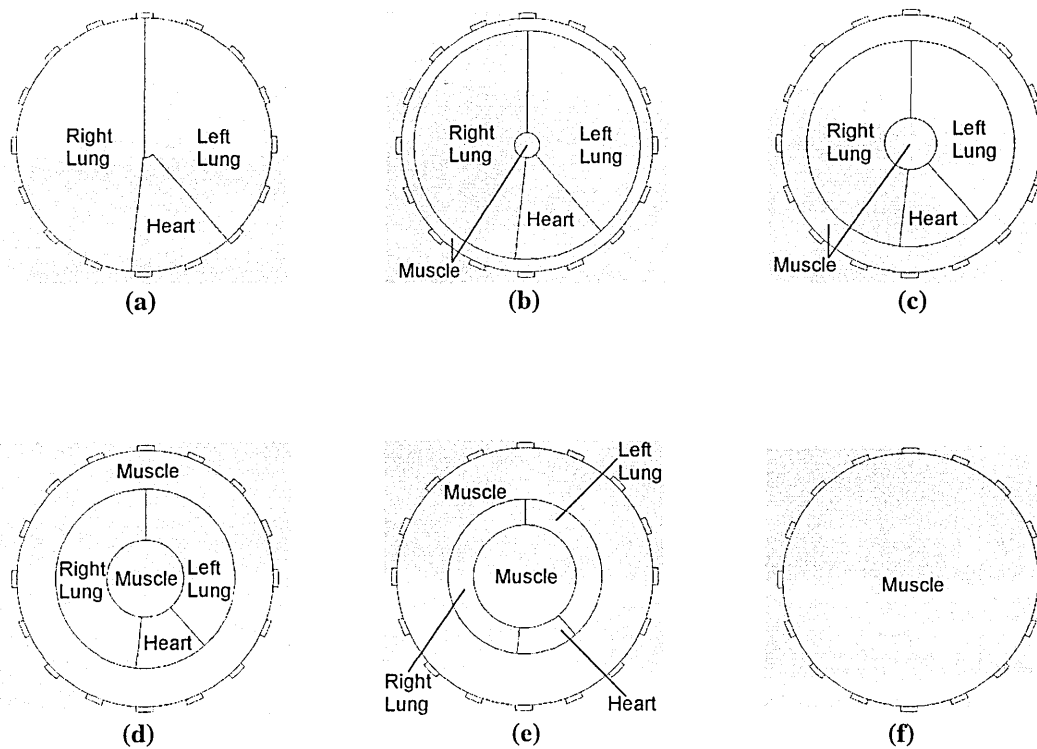 Right
Lung
Left
Lung
Heart
(a)
Right
Lung
Left
Lung
Heart
Muscle
(b)
Right
Lung
Left
Lung
Heart
Muscle
(c)
Muscle
Right
Lung
Muscle
Left
Lung
Heart
(d)
Left
Lung
Muscle
Muscle
Right
Lung
Heart
(e)
Muscle
(f)